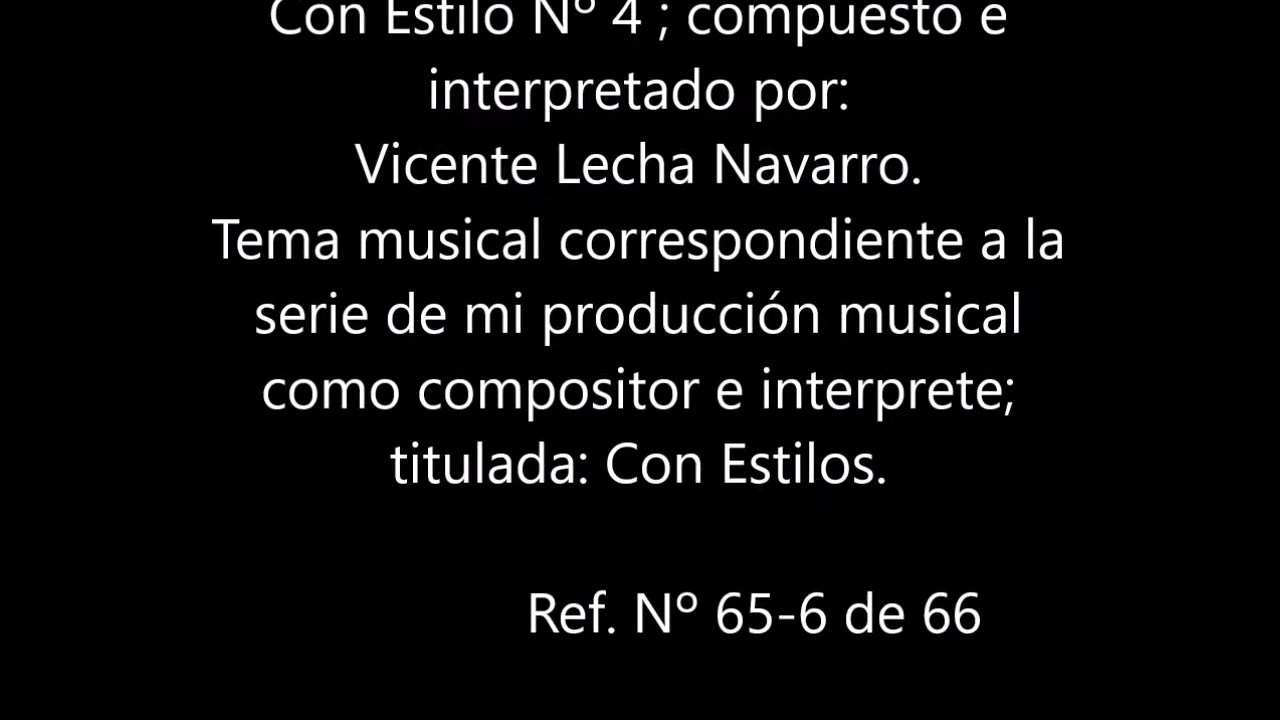 Con Estilo Nº 4 ; compuesto e
interpretado por:
Vicente Lecha Navarro.
Tema musical correspondiente a la
serie de mi producción musical
como compositor e interprete;
titulada: Con Estilos.
Ref. Nº 65-6 de 66